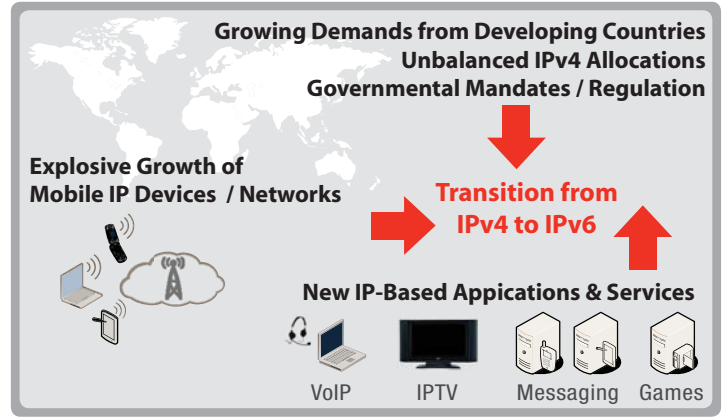 Growing Demands from Developing Countries
Unbalanced IPv4 Allocations
Governmental Mandates / Regulation
Explosive Growth of
Mobile IP Devices / Networks
Transition from
IPv4 to IPv6
New IP-Based Appications & Services
VoIP IPTV Messaging Games